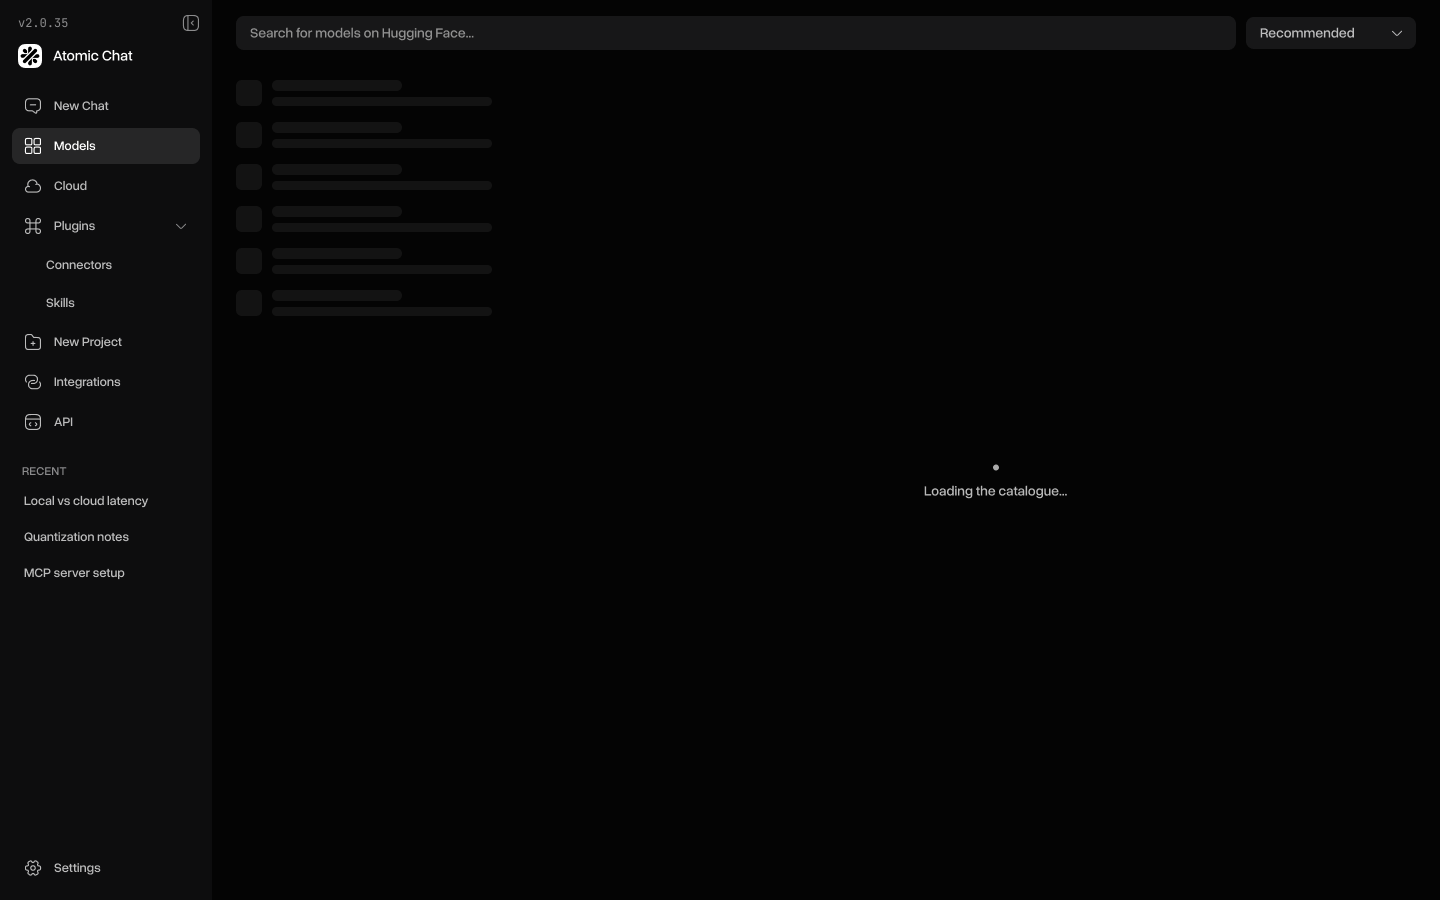 v2.0.35
Atomic Chat
New Chat
Models
Cloud
Plugins
Connectors
Skills
New Project
Integrations
API
RECENT
Local vs cloud latency
Quantization notes
MCP server setup
Settings
Search for models on Hugging Face...
Recommended
Loading the catalogue...